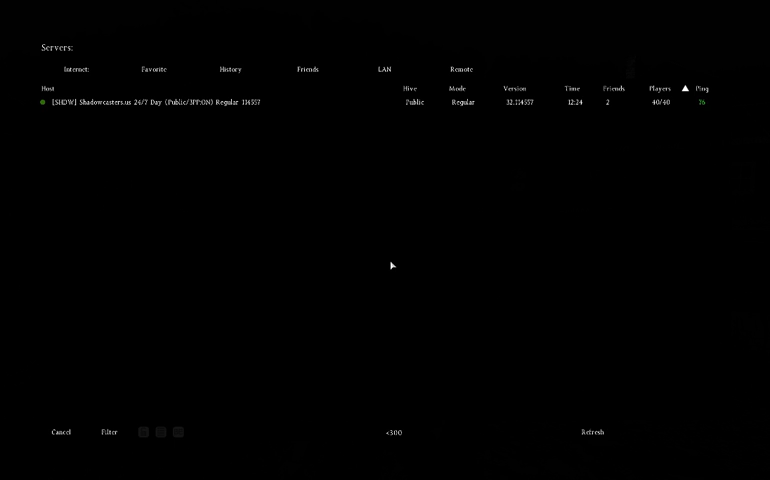 Servers:
Internet: Favorite History Friends LAN Remote
Host Hive Mode Version Time Friends Players Ping
[SHDW] Shadowcasters.us 24/7 Day (Public/3PP:ON) Regular 114557 Public Regular 32.114557 12:24 2 40/40 76
Cancel Filter <300 Refresh